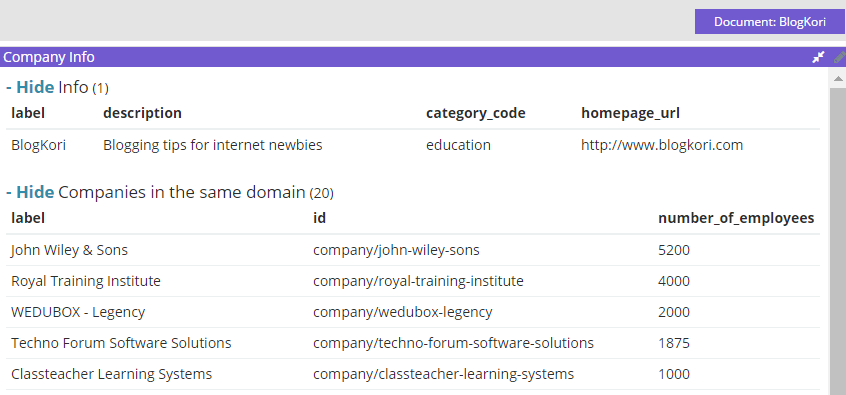 Document: BlogKori
Company Info
- Hide Info (1)
label description category_code homepage_url
BlogKori Blogging tips for internet newbies education http://www.blogkori.com
- Hide Companies in the same domain (20)
label id number_of_employees
John Wiley & Sons company/john-wiley-sons 5200
Royal Training Institute company/royal-training-institute 4000
WEDUBOX - Legency company/wedubox-legency 2000
Techno Forum Software Solutions company/techno-forum-software-solutions 1875
Classteacher Learning Systems company/classteacher-learning-systems 1000